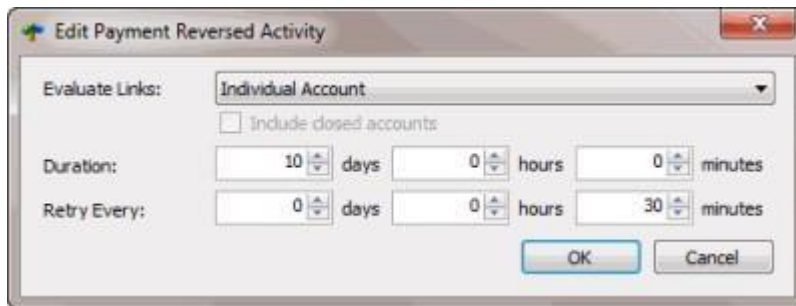 Edit Payment Reversed Activity
Evaluate Links: Individual Account
Include closed accounts
Duration: 10 days 0 hours 0 minutes
Retry Every: 0 days 0 hours 30 minutes
OK Cancel